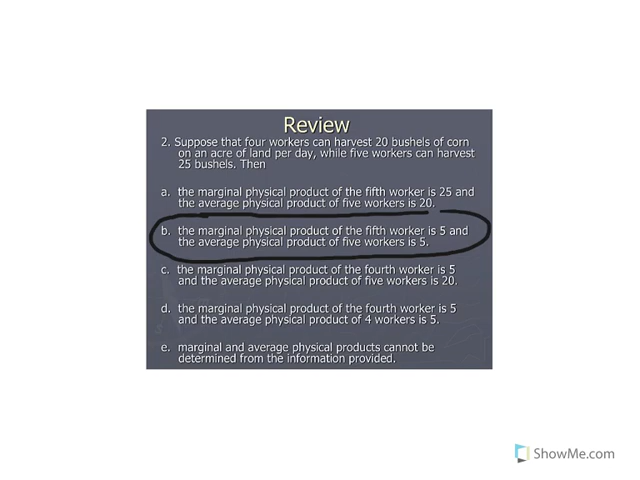 Review
2. Suppose that four workers can harvest 20 bushels of corn
on an acre of land per day, while five workers can harvest
25 bushels. Then
a. the marginal physical product of the fifth worker is 25 and
the average physical product of five workers is 20.
b. the marginal physical product of the fifth worker is 5 and
the average physical product of five workers is 5.
c. the marginal physical product of the fourth worker is 5
and the average physical product of five workers is 20.
d. the marginal physical product of the fourth worker is 5
and the average physical product of 4 workers is 5.
e. marginal and average physical products cannot be
determined from the information provided.
ShowMe.com